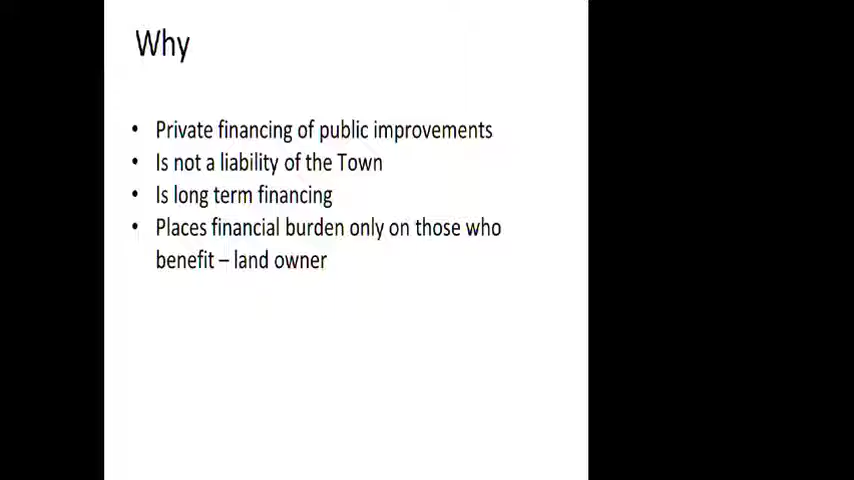 Why
• Private financing of public improvements
• Is not a liability of the Town
• Is long term financing
• Places financial burden only on those who
benefit – land owner